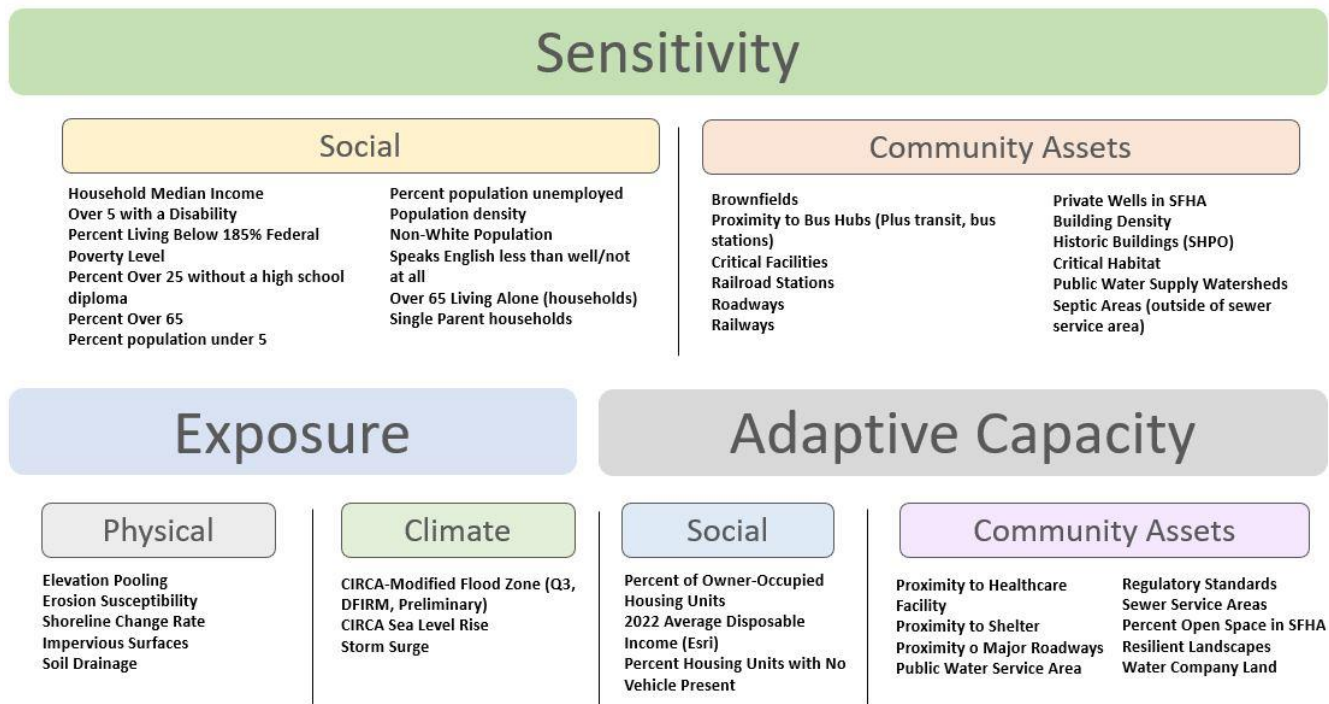 Sensitivity
Social
Household Median Income
Over 5 with a Disability
Percent Living Below 185% Federal
Poverty Level
Percent Over 25 without a high school
diploma
Percent Over 65
Percent population under 5
Percent population unemployed
Population density
Non-White Population
Speaks English less than well/not
at all
Over 65 Living Alone (households)
Single Parent households
Community Assets
Brownfields
Proximity to Bus Hubs (Plus transit, bus
stations)
Critical Facilities
Railroad Stations
Roadways
Railways
Private Wells in SFHA
Building Density
Historic Buildings (SHPO)
Critical Habitat
Public Water Supply Watersheds
Septic Areas (outside of sewer
service area)
Exposure
Physical
Elevation Pooling
Erosion Susceptibility
Shoreline Change Rate
Impervious Surfaces
Soil Drainage
Climate
CIRCA-Modified Flood Zone (Q3,
DFIRM, Preliminary)
CIRCA Sea Level Rise
Storm Surge
Adaptive Capacity
Social
Percent of Owner-Occupied
Housing Units
2022 Average Disposable
Income (Esri)
Percent Housing Units with No
Vehicle Present
Community Assets
Proximity to Healthcare
Facility
Proximity to Shelter
Proximity o Major Roadways
Public Water Service Area
Regulatory Standards
Sewer Service Areas
Percent Open Space in SFHA
Resilient Landscapes
Water Company Land